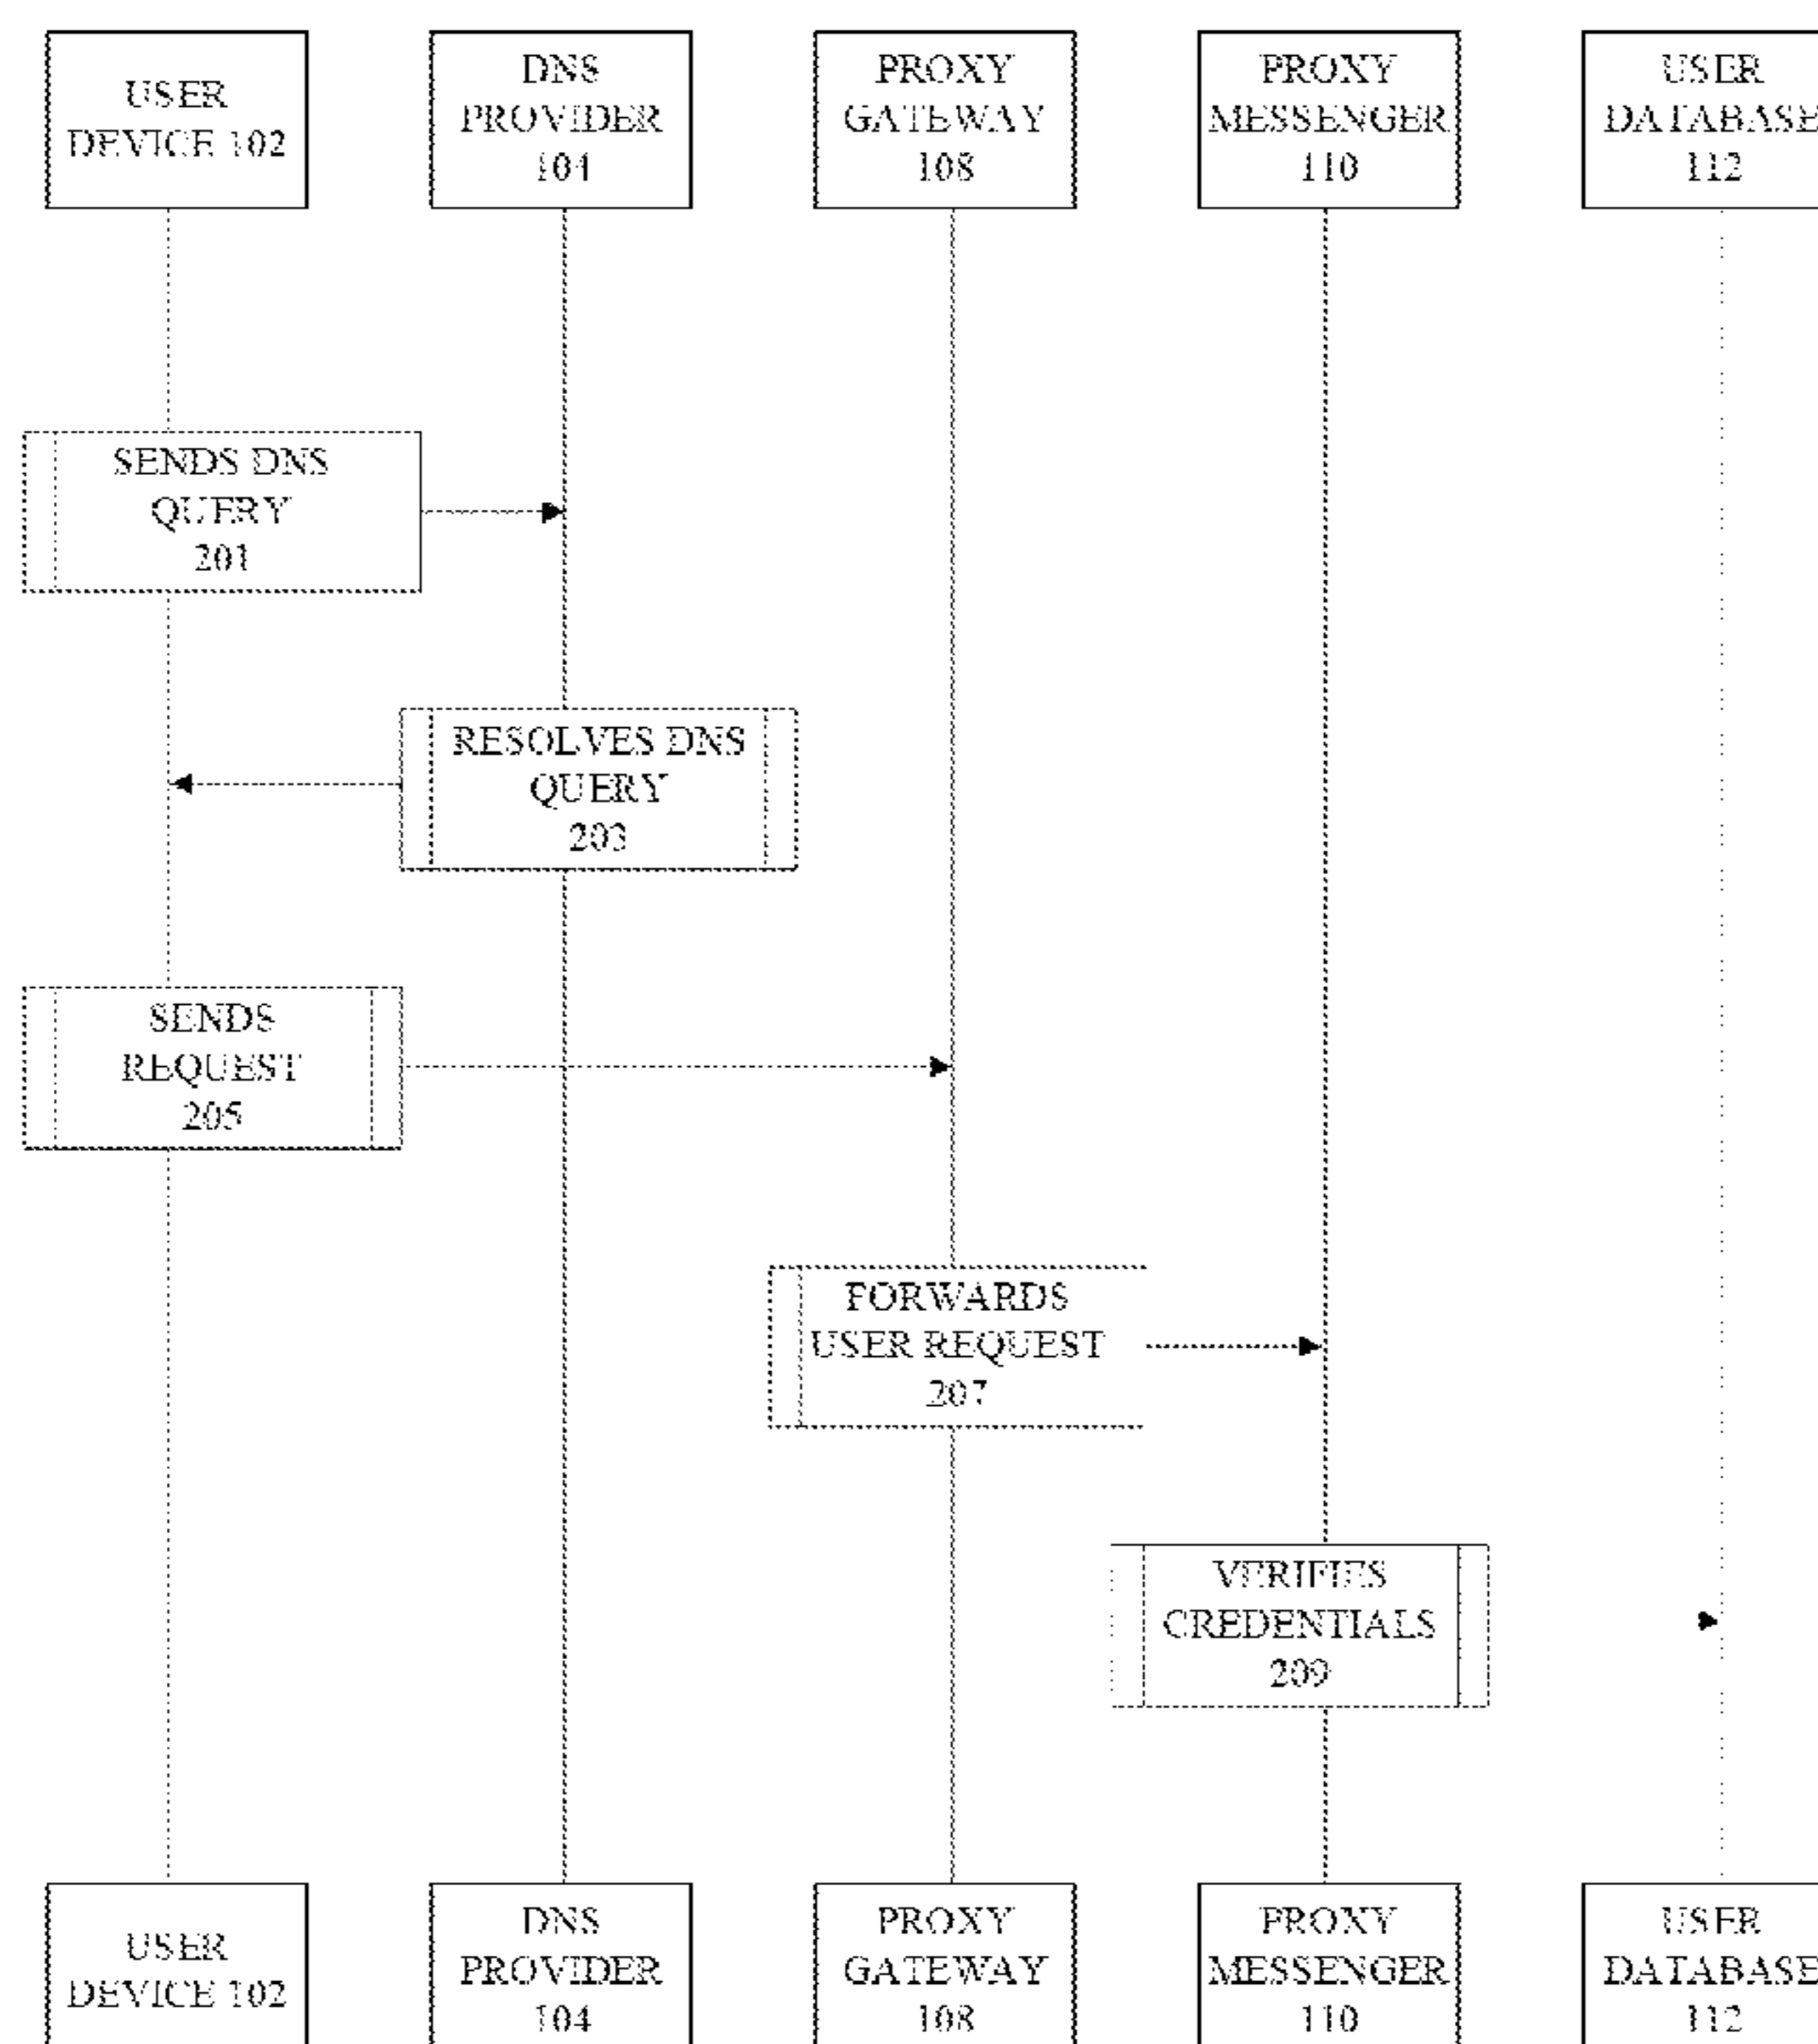 USER
DEVICE 102
DNS
PROVIDER
104
PROXY
GATEWAY
108
PROXY
MESSENGER
110
USER
DATABASE
112
SENDS DNS
QUERY
201
RESOLVES DNS
QUERY
203
SENDS
REQUEST
205
FORWARDS
USER REQUEST
207
VERIFIES
CREDENTIALS
209
USER
DEVICE 102
DNS
PROVIDER
104
PROXY
GATEWAY
108
PROXY
MESSENGER
110
USER
DATABASE
112